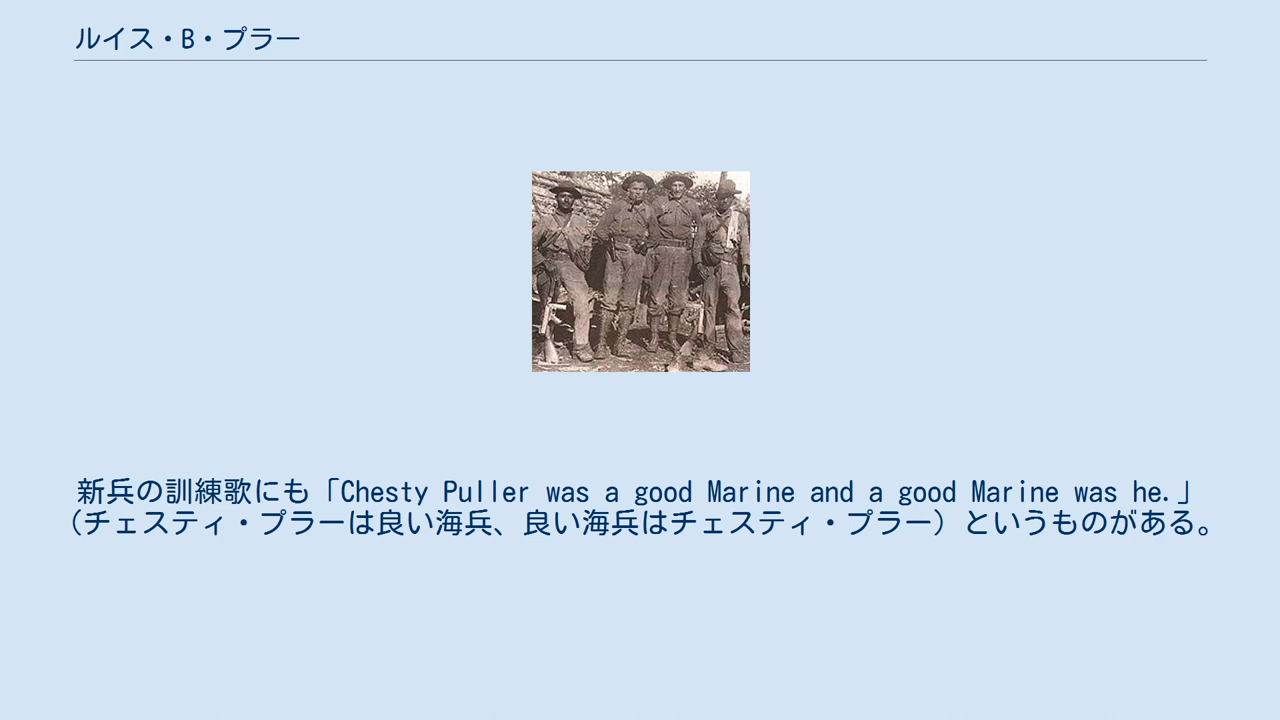 ルイス・B・プラー
新兵の訓練歌にも「Chesty Puller was a good Marine and a good Marine was he.」
（チェスティ・プラーは良い海兵、良い海兵はチェスティ・プラー）というものがある。